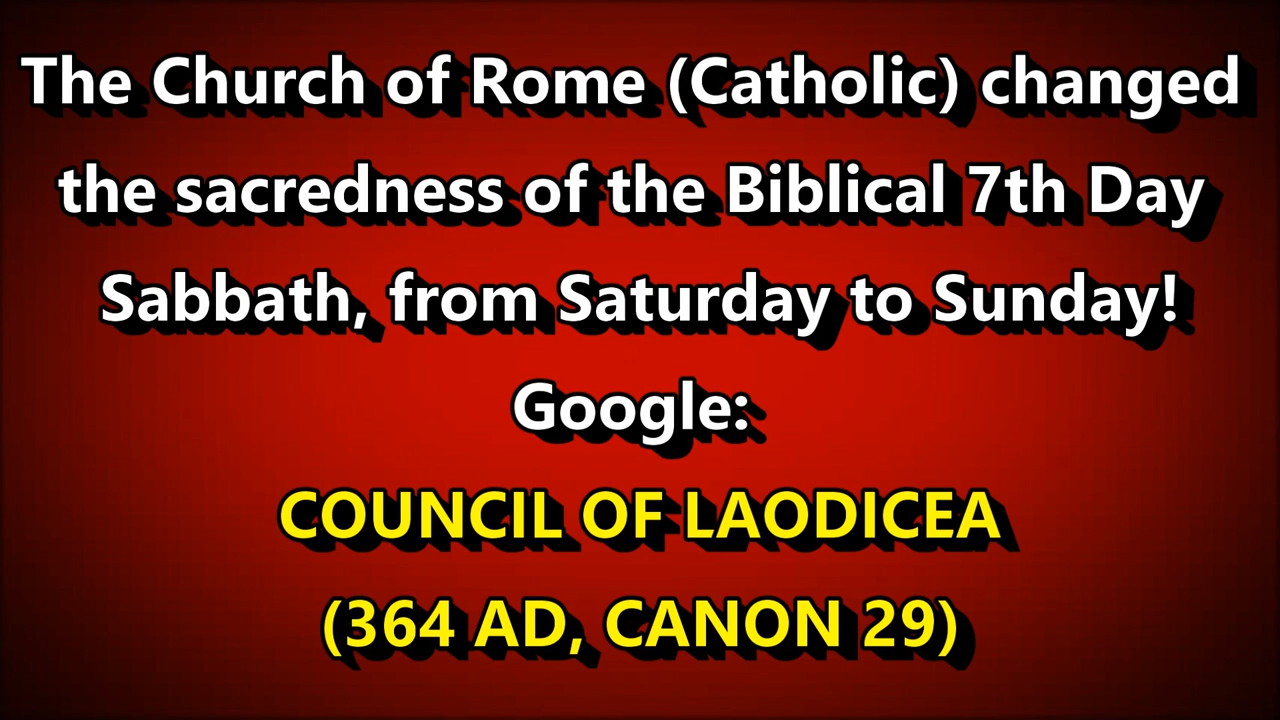 The Church of Rome (Catholic) changed
the sacredness of the Biblical 7th Day
Sabbath, from Saturday to Sunday!
Google:
COUNCIL OF LAODICEA
(364 AD, CANON 29)